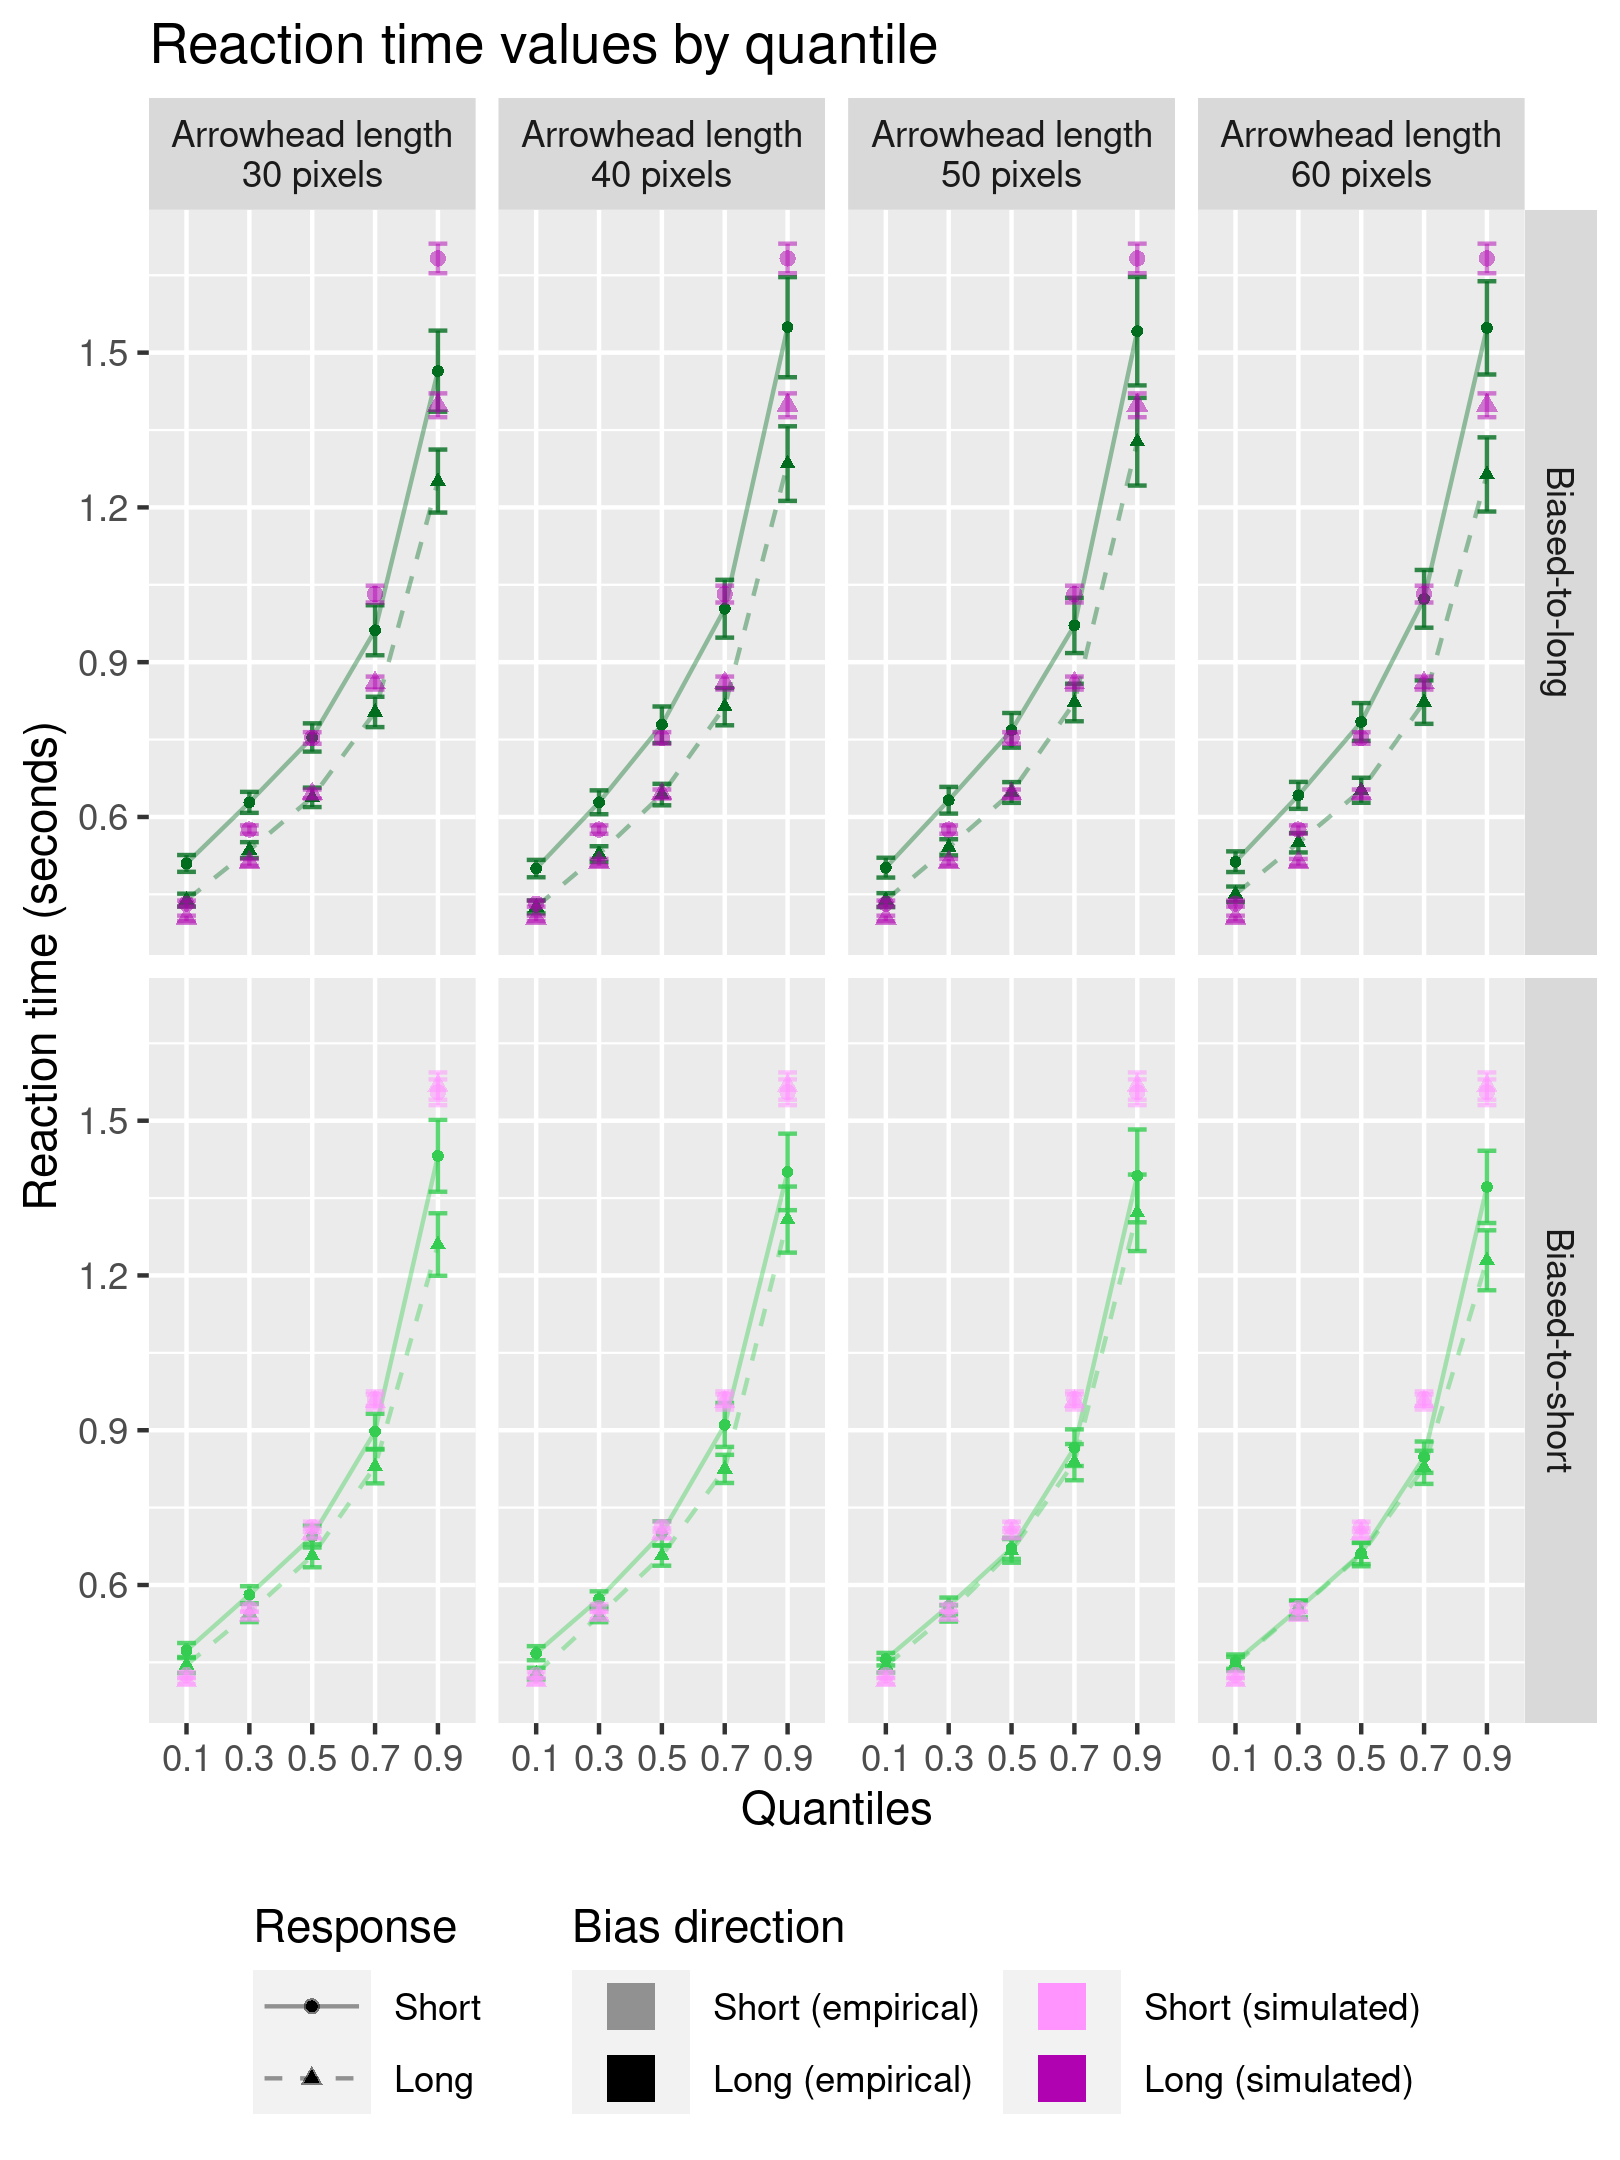 Reaction time values by quantile
Arrowhead length
30 pixels
Arrowhead length
40 pixels
Arrowhead length
50 pixels
Arrowhead length
60 pixels
Reaction time (seconds)
1.5
1.2
0.9
0.6
Biased-to-long
1.5
1.2
0.9
0.6
Biased-to-short
0.1 0.3 0.5 0.7 0.9
0.1 0.3 0.5 0.7 0.9
0.1 0.3 0.5 0.7 0.9
0.1 0.3 0.5 0.7 0.9
Quantiles
Response
Short
Long
Bias direction
Short (empirical)
Long (empirical)
Short (simulated)
Long (simulated)